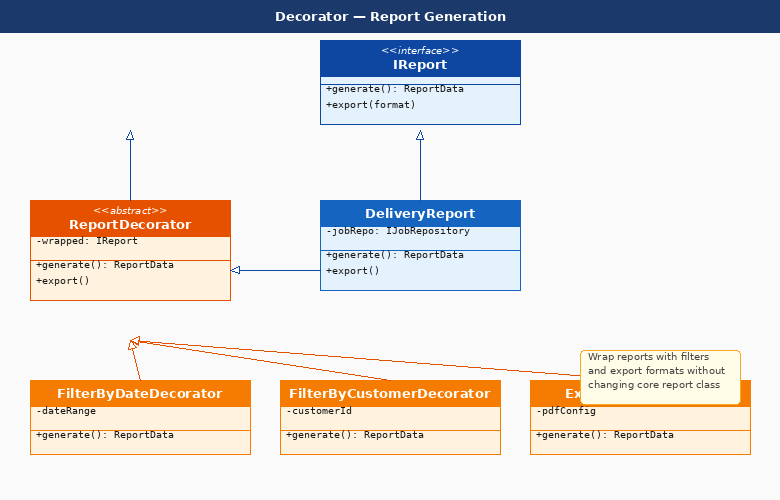 Decorator — Report Generation
<<interface>>
IReport
+generate(): ReportData
+export(format)
<<abstract>>
ReportDecorator
-wrapped: IReport
+generate(): ReportData
+export()
DeliveryReport
-jobRepo: IJobRepository
+generate(): ReportData
+export()
Wrap reports with filters
and export formats without
changing core report class
FilterByDateDecorator
-dateRange
+generate(): ReportData
FilterByCustomerDecorator
-customerId
+generate(): ReportData
-pdfConfig
+generate(): ReportData